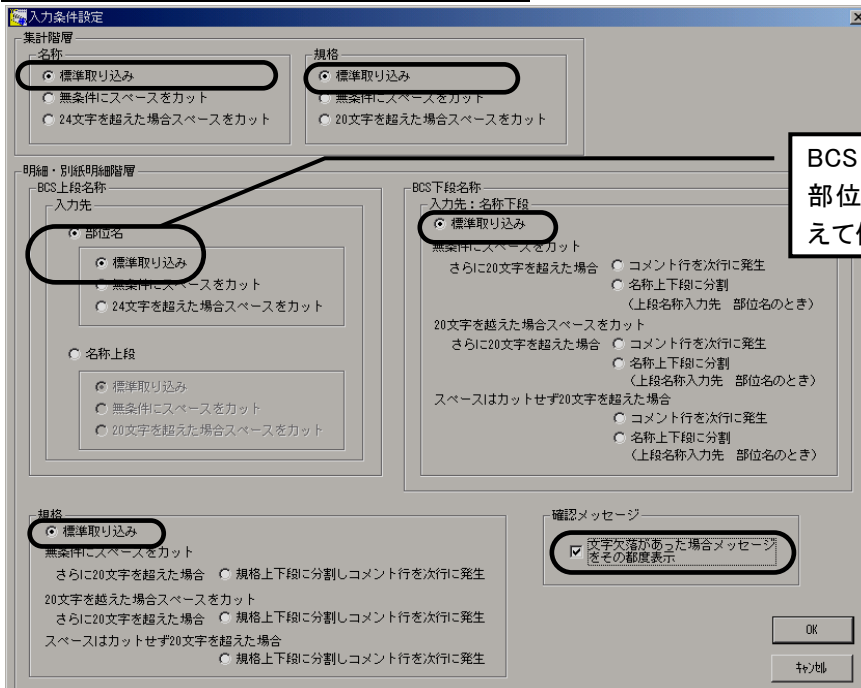 入力条件設定
集計階層
名称
標準取り込み
無条件にスペースをカット
24文字を超えた場合スペースをカット
規格
標準取り込み
無条件にスペースをカット
20文字を超えた場合スペースをカット
BCS
部位
えて
明細・別紙明細階層
BCS上段名称
入力先
部位名
標準取り込み
無条件にスペースをカット
24文字を超えた場合スペースをカット
名称上段
標準取り込み
無条件にスペースをカット
20文字を超えた場合スペースをカット
BCS下段名称
入力先：名称下段
標準取り込み
無条件にスペースをカット
さらに20文字を超えた場合 コメント行を次行に発生
名称上下段に分割
（上段名称入力先 部位名のとき）
20文字を越えた場合スペースをカット
さらに20文字を超えた場合 コメント行を次行に発生
名称上下段に分割
（上段名称入力先 部位名のとき）
スペースはカットせず20文字を超えた場合
コメント行を次行に発生
名称上下段に分割
（上段名称入力先 部位名のとき）
規格
標準取り込み
無条件にスペースをカット
さらに20文字を超えた場合 規格上下段に分割しコメント行を次行に発生
20文字を越えた場合スペースをカット
さらに20文字を超えた場合 規格上下段に分割しコメント行を次行に発生
スペースはカットせず20文字を超えた場合
規格上下段に分割しコメント行を次行に発生
確認メッセージ
文字欠落があった場合メッセージ
をその都度表示
OK
キャンセル